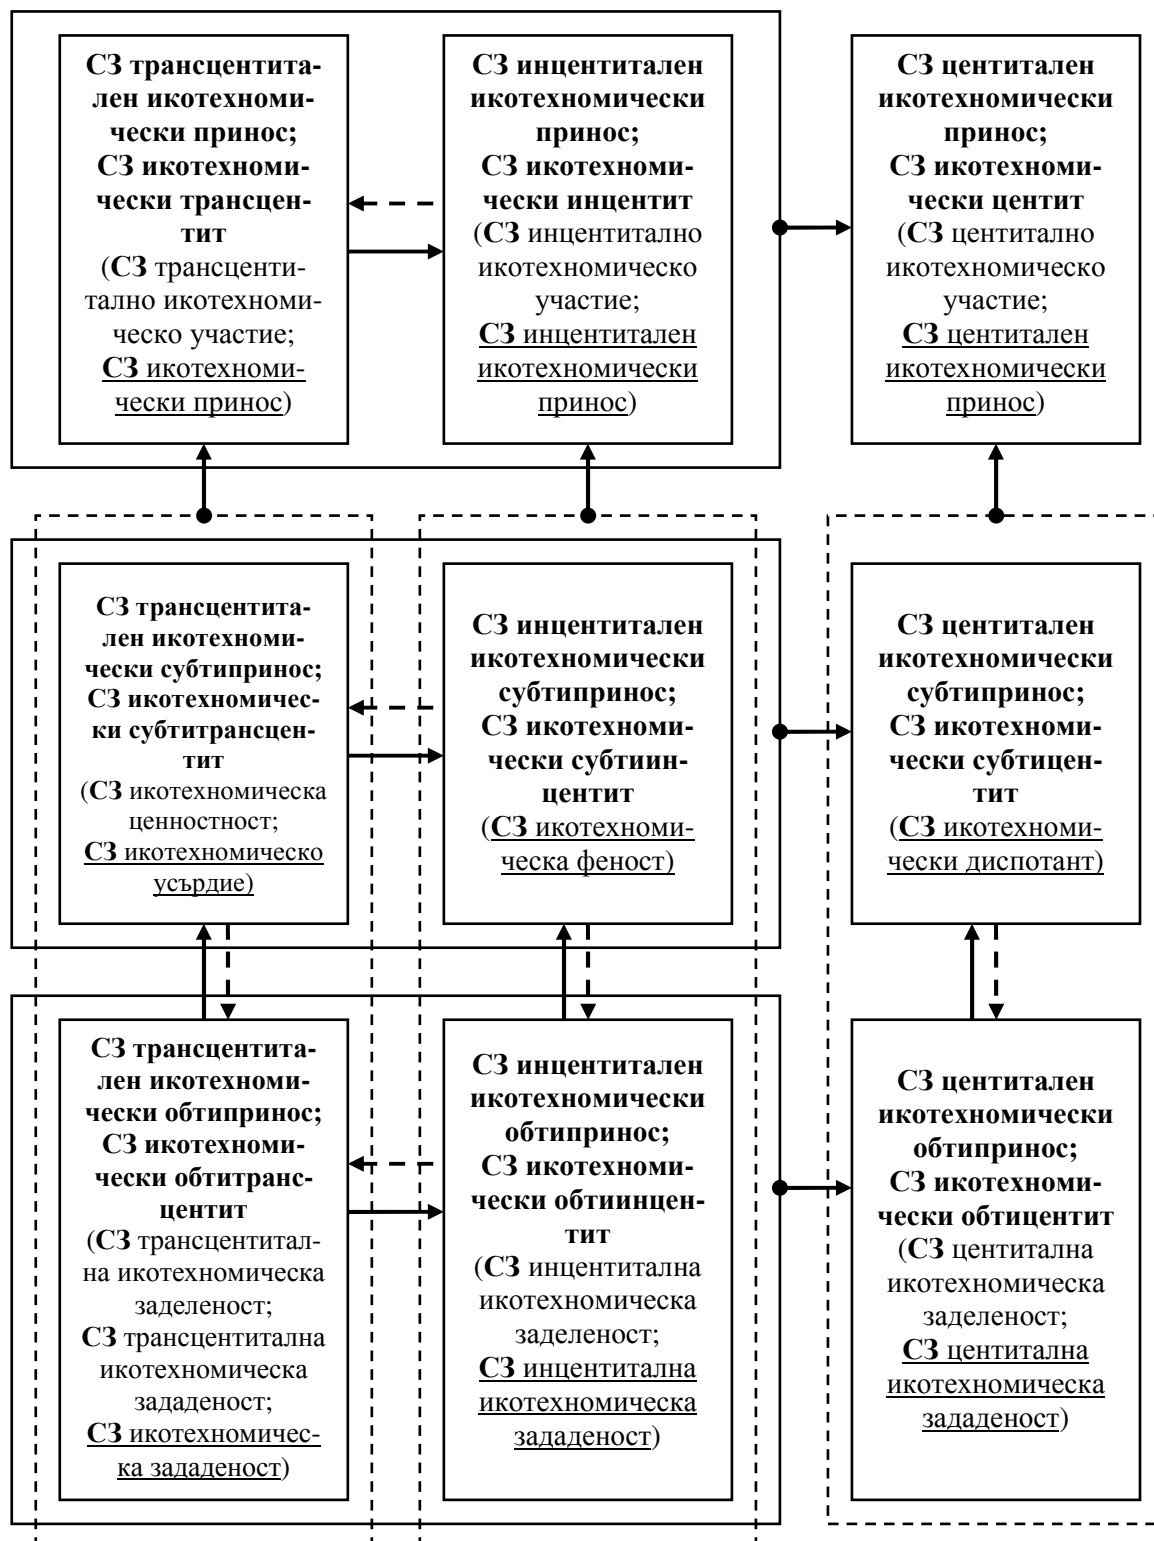 СЗ трансцентита-
лен икотехноми-
чески принос;
СЗ икотехноми-
чески трансцен-
тит
(СЗ трансценти-
тално икотехноми-
ческо участие;
СЗ икотехноми-
чески принос)
СЗ инцентитален
икотехномически
принос;
СЗ икотехноми-
чески инцентит
(СЗ инцентитално
икотехномическо
участие;
СЗ инцентитален
икотехномически
принос)
СЗ центитален
икотехномически
принос;
СЗ икотехноми-
чески центит
(СЗ центитално
икотехномическо
участие;
СЗ центитален
икотехномически
принос)
СЗ трансцентита-
лен икотехноми-
чески субтипринос;
СЗ икотехномичес-
ки субтитрансцен-
тит
(СЗ икотехномическа
ценностност;
СЗ икотехномическо
усърдие)
СЗ инцентитален
икотехномически
субтипринос;
СЗ икотехноми-
чески субтиин-
центит
(СЗ икотехноми-
ческа феност)
СЗ центитален
икотехномически
субтипринос;
СЗ икотехноми-
чески субтицен-
тит
(СЗ икотехноми-
чески диспотант)
СЗ трансцентита-
лен икотехноми-
чески обтипринос;
СЗ икотехноми-
чески обтитранс-
центит
(СЗ трансцентитал-
на икотехномическа
заделеност;
СЗ трансцентитална
икотехномическа
зададеност;
СЗ икотехномичес-
ка зададеност)
СЗ инцентитален
икотехномически
обтипринос;
СЗ икотехноми-
чески обтиинцен-
тит
(СЗ инцентитална
икотехномическа
заделеност;
СЗ инцентитална
икотехномическа
зададеност)
СЗ центитален
икотехномически
обтипринос;
СЗ икотехноми-
чески обтицентит
(СЗ центитална
икотехномическа
заделеност;
СЗ центитална
икотехномическа
зададеност)